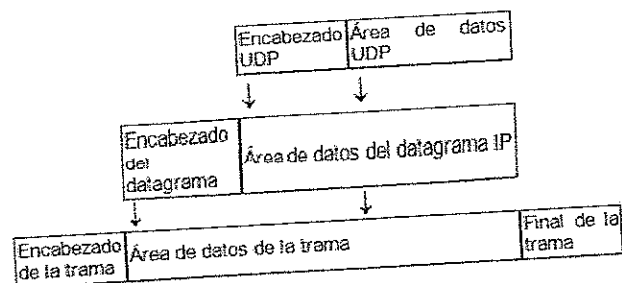 Encabezado
UDP
Área de datos
UDP
Encabezado
del
datagrama
Área de datos del datagrama IP
Encabezado
de la trama
Área de datos de la trama
Final de la
trama